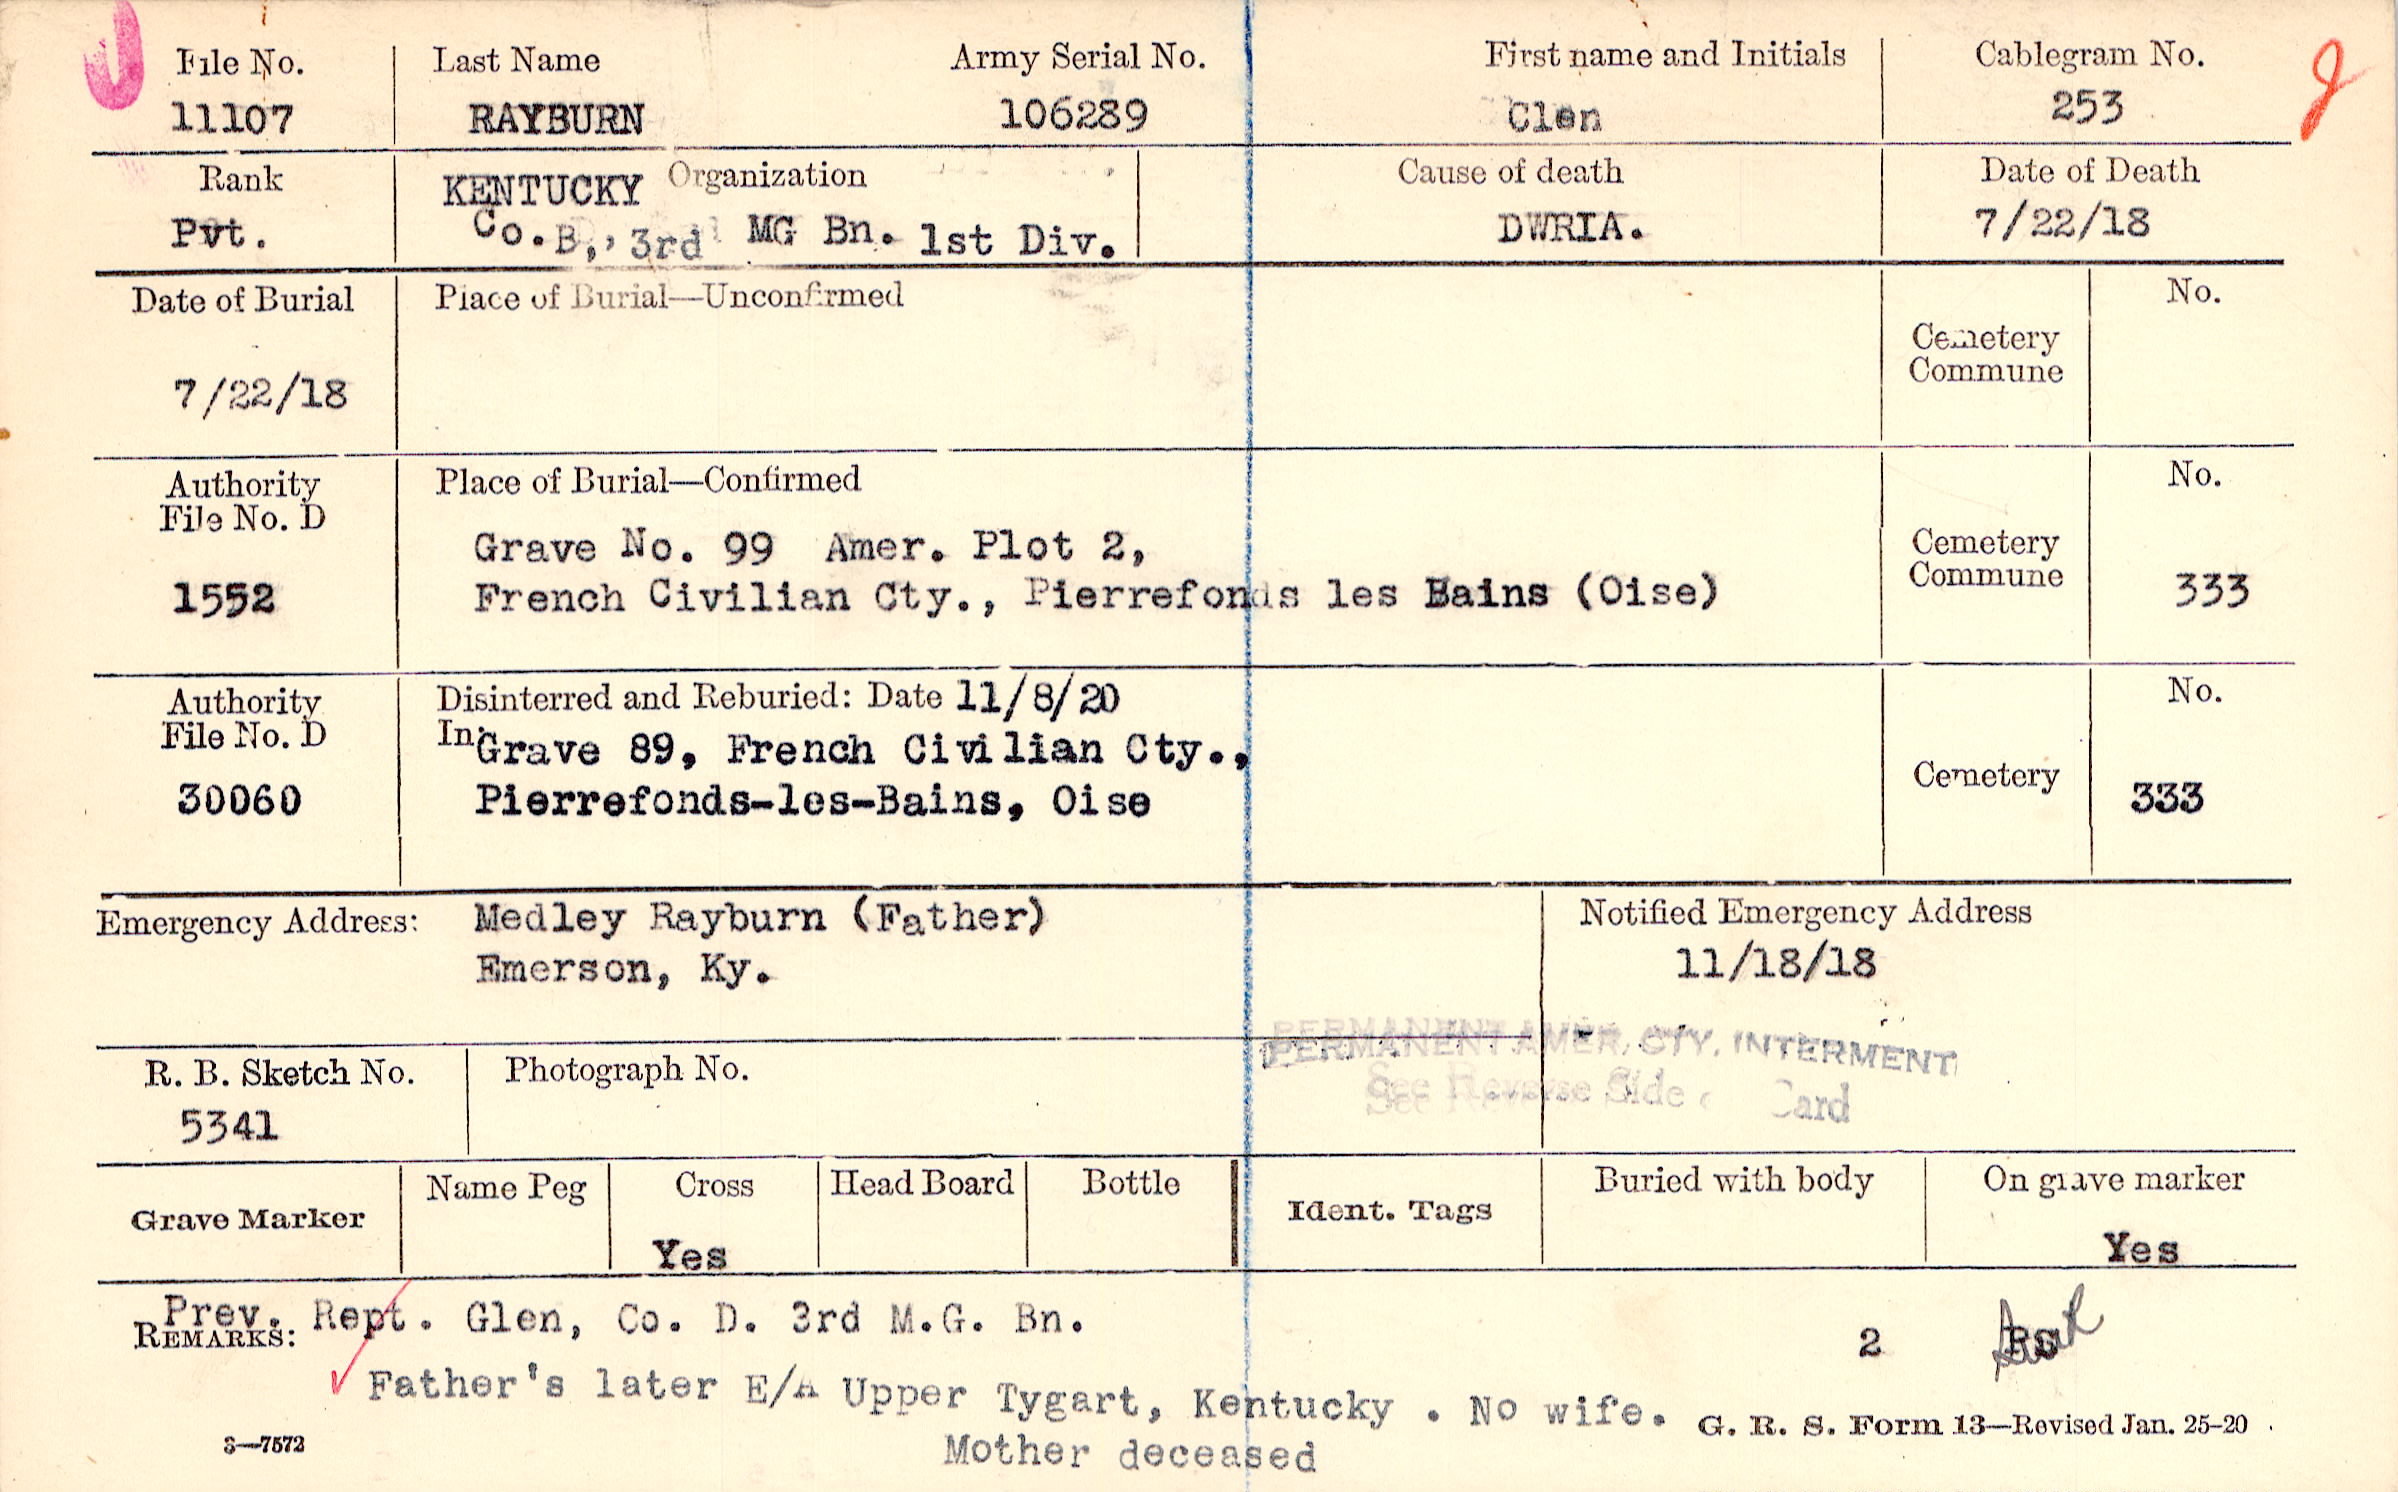 File No. Last Name Army Serial No. First name and Initials Cablegram No.
11107 RAYBURN 106289 Clen 253
Rank KENTUCKY Organization Cause of death Date of Death
Pvt. Co. B., 3rd MG Bn. 1st Div. DWRIA. 7/22/18
Date of Burial Place of Burial—Unconfirmed No.
Cemetery
Commune
7/22/18
Authority Place of Burial—Confirmed No.
File No. D
Grave No. 99 Amer. Plot 2, Cemetery
1552 French Civilian Cty., Pierrefonds les Bains (Oise) Commune 333
Authority Disinterred and Reburied: Date 11/8/20 No.
File No. D In: Grave 89, French Civilian Cty.,
30060 Pierrefonds-les-Bains, Oise Cemetery 333
Emergency Address: Medley Rayburn (Father) Notified Emergency Address
Emerson, Ky. 11/18/18
PERMANENT AMER. CTY. INTERMENT
See Reverse Side Card
R. B. Sketch No. Photograph No.
5341
Grave Marker Name Peg Cross Head Board Bottle Ident. Tags Buried with body On grave marker
Yes Yes
Prev. Rept. Glen, Co. D. 3rd M.G. Bn.
REMARKS: 2
Father's later E/A Upper Tygart, Kentucky . No wife.
Mother deceased
3—7572 G. R. S. Form 13—Revised Jan. 25-20